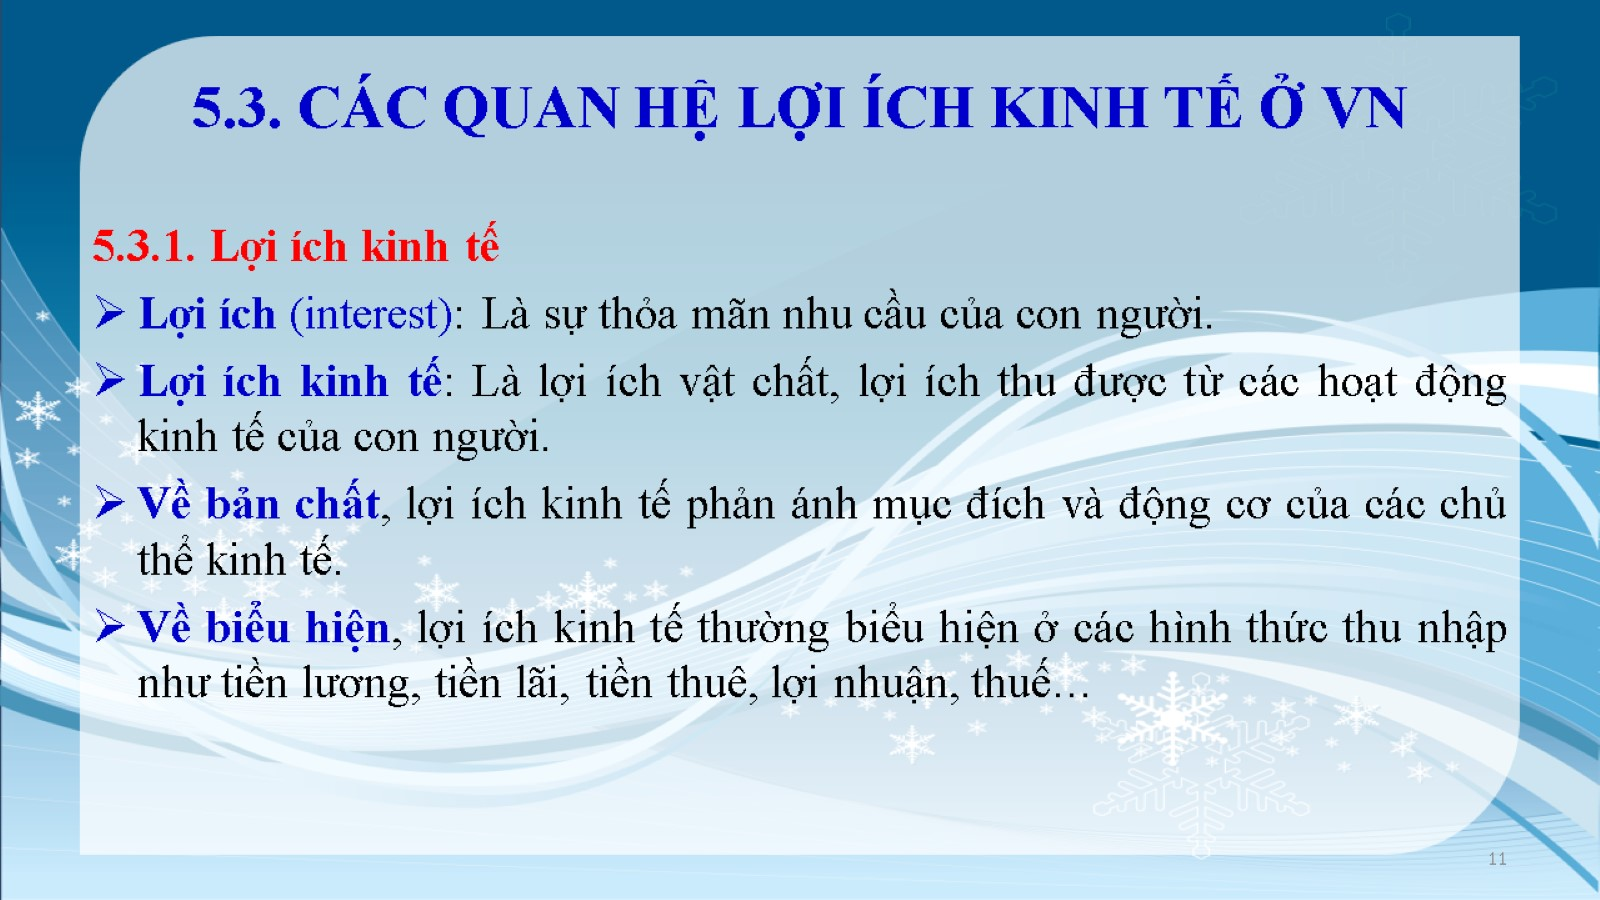 5.3. CÁC QUAN HỆ LỢI ÍCH KINH TẾ Ở VN
5.3.1. Lợi ích kinh tế
➢ Lợi ích (interest): Là sự thỏa mãn nhu cầu của con người.
➢ Lợi ích kinh tế: Là lợi ích vật chất, lợi ích thu được từ các hoạt động
kinh tế của con người.
➢ Về bản chất, lợi ích kinh tế phản ánh mục đích và động cơ của các chủ
thể kinh tế.
➢ Về biểu hiện, lợi ích kinh tế thường biểu hiện ở các hình thức thu nhập
như tiền lương, tiền lãi, tiền thuê, lợi nhuận, thuế…
11